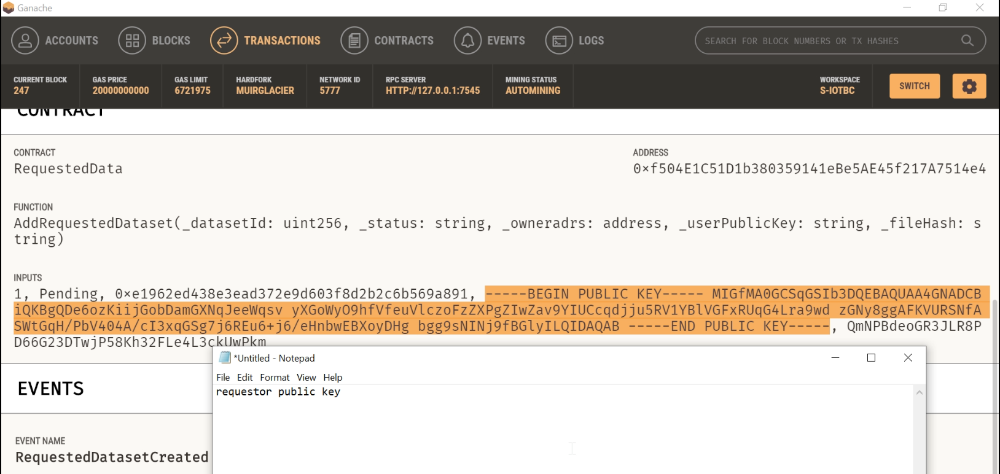 Ganache
ACCOUNTS BLOCKS TRANSACTIONS CONTRACTS EVENTS LOGS SEARCH FOR BLOCK NUMBERS OR TX HASHES
CURRENT BLOCK GAS PRICE GAS LIMIT HARDFORK NETWORK ID RPC SERVER MINING STATUS WORKSPACE
247 20000000000 6721975 MUIRGLACIER 5777 HTTP://127.0.0.1:7545 AUTOMINING S-IOTBC SWITCH
CONTRACT
CONTRACT ADDRESS
RequestedData 0×f504E1C51D1b380359141eBe5AE45f217A7514e4
FUNCTION
AddRequestedDataset(_datasetId: uint256, _status: string, _owneradrs: address, _userPublicKey: string, _fileHash: s
tring)
INPUTS
1, Pending, 0×e1962ed438e3ead372e9d603f8d2b2c6b569a891, -----BEGIN PUBLIC KEY----- MIGfMA0GCSqGSIb3DQEBAQUAA4GNADCB
iQKBgQDe6ozKiijGobDamGXNqJeeWqsv yXGoWyO9hfVfeuVlczoFzZXPgZIwZav9YIUCcqdjju5RV1YBlVGFxRUqG4Lra9wd zGNy8ggAFKVURSNfA
SWtGqH/PbV404A/cI3xqGSg7j6REu6+j6/eHnbwEBXoyDHg bgg9sNINj9fBGlyILQIDAQAB -----END PUBLIC KEY-----, QmNPBdeoGR3JLR8P
D66G23DTwjP58Kh32FLe4L3ckUwPkm
*Untitled - Notepad
File Edit Format View Help
requestor public key
EVENTS
EVENT NAME
RequestedDatasetCreated